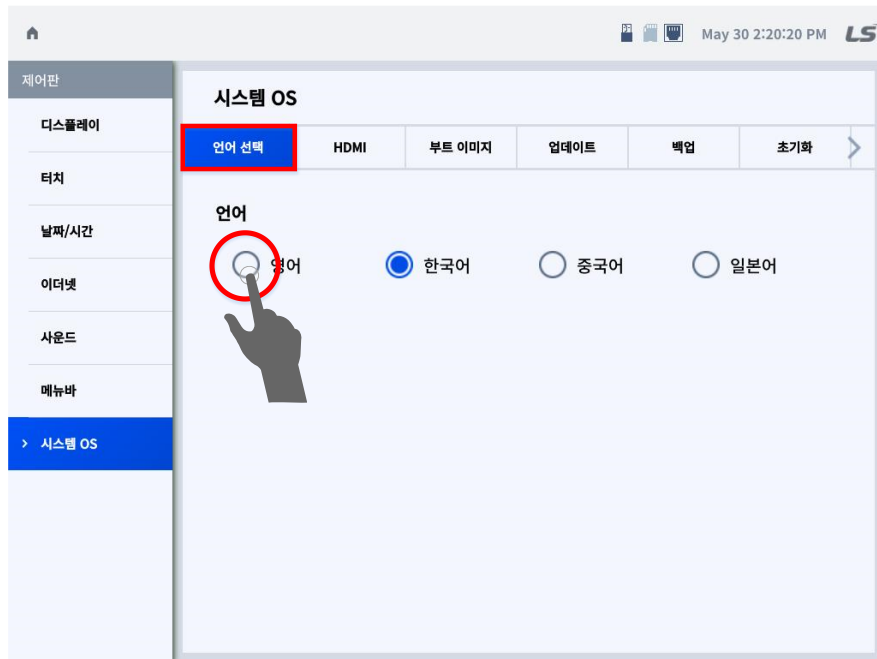 May 30 2:20:20 PM LS
제어판
디스플레이
터치
날짜/시간
이더넷
사운드
메뉴바
시스템 OS
시스템 OS
언어 선택 HDMI 부트 이미지 업데이트 백업 초기화
언어
영어 한국어 중국어 일본어